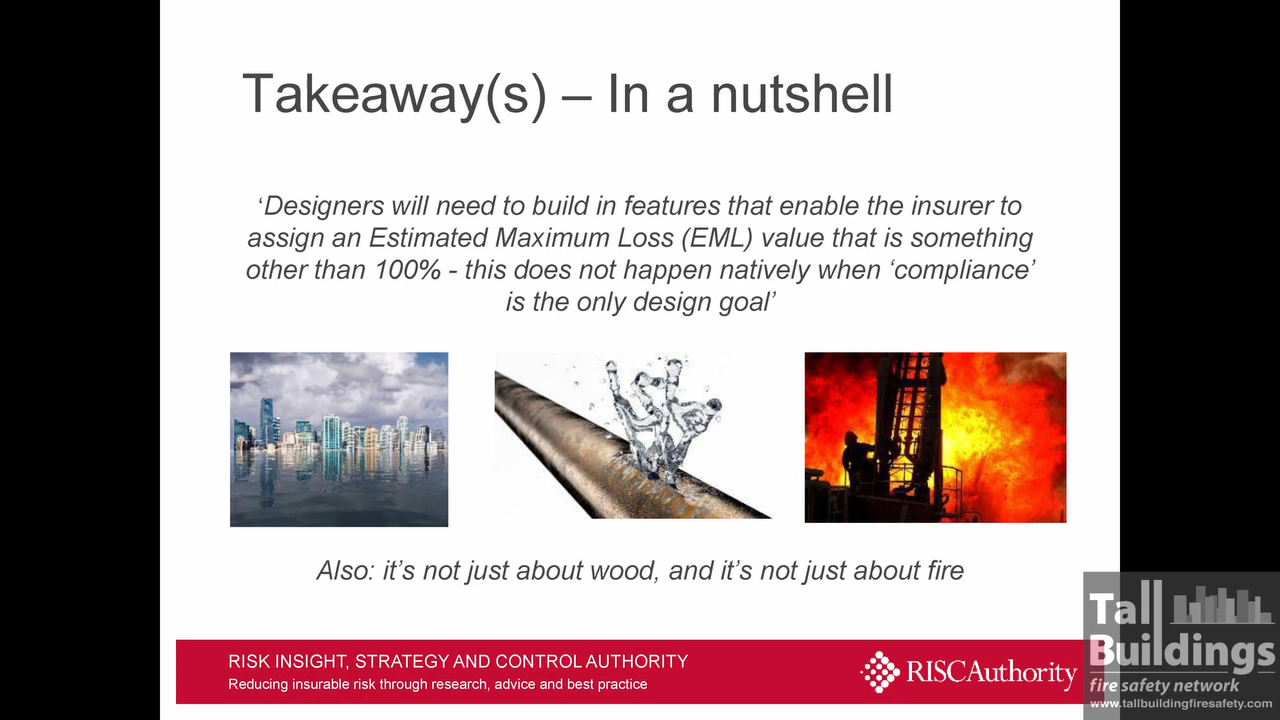 Takeaway(s) – In a nutshell
‘Designers will need to build in features that enable the insurer to
assign an Estimated Maximum Loss (EML) value that is something
other than 100% - this does not happen natively when ‘compliance’
is the only design goal’
Also: it’s not just about wood, and it’s not just about fire
RISK INSIGHT, STRATEGY AND CONTROL AUTHORITY
Reducing insurable risk through research, advice and best practice
RISCAuthority
Tall
Buildings
fire safety network
www.tallbuildingfiresafety.com